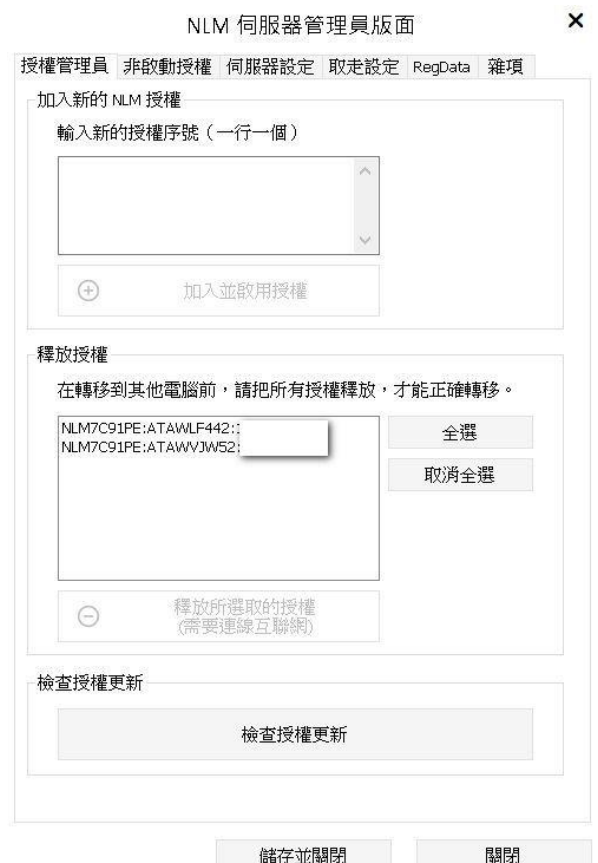 NLM 伺服器管理員版面
授權管理員 非啟動授權 伺服器設定 取走設定 RegData 雜項
加入新的 NLM 授權
輸入新的授權序號（一行一個）
加入並啟用授權
釋放授權
在轉移到其他電腦前，請把所有授權釋放，才能正確轉移。
NLM7C91PE:ATAWLF442:
NLM7C91PE:ATAWVJW52:
全選
取消全選
釋放所選取的授權
(需要連線互聯網)
檢查授權更新
檢查授權更新
儲存並關閉 關閉